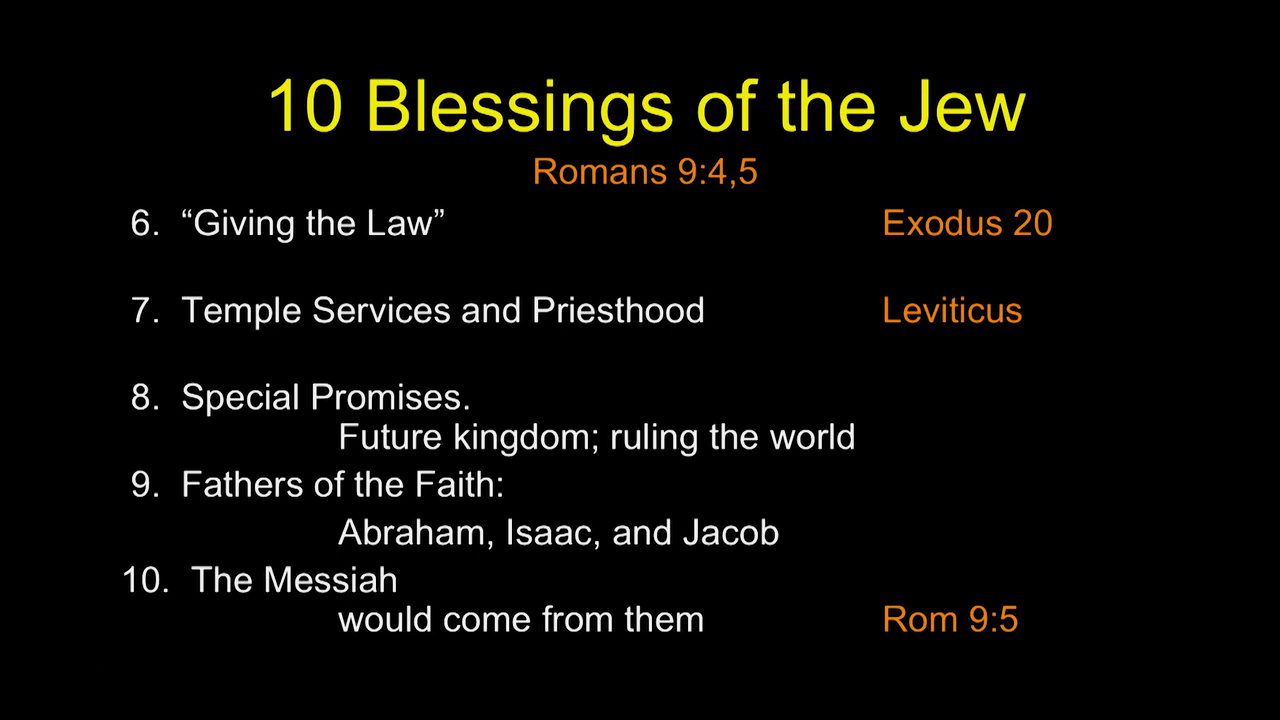 10 Blessings of the Jew
Romans 9:4,5
6. “Giving the Law” Exodus 20
7. Temple Services and Priesthood Leviticus
8. Special Promises.
Future kingdom; ruling the world
9. Fathers of the Faith:
Abraham, Isaac, and Jacob
10. The Messiah
would come from them Rom 9:5